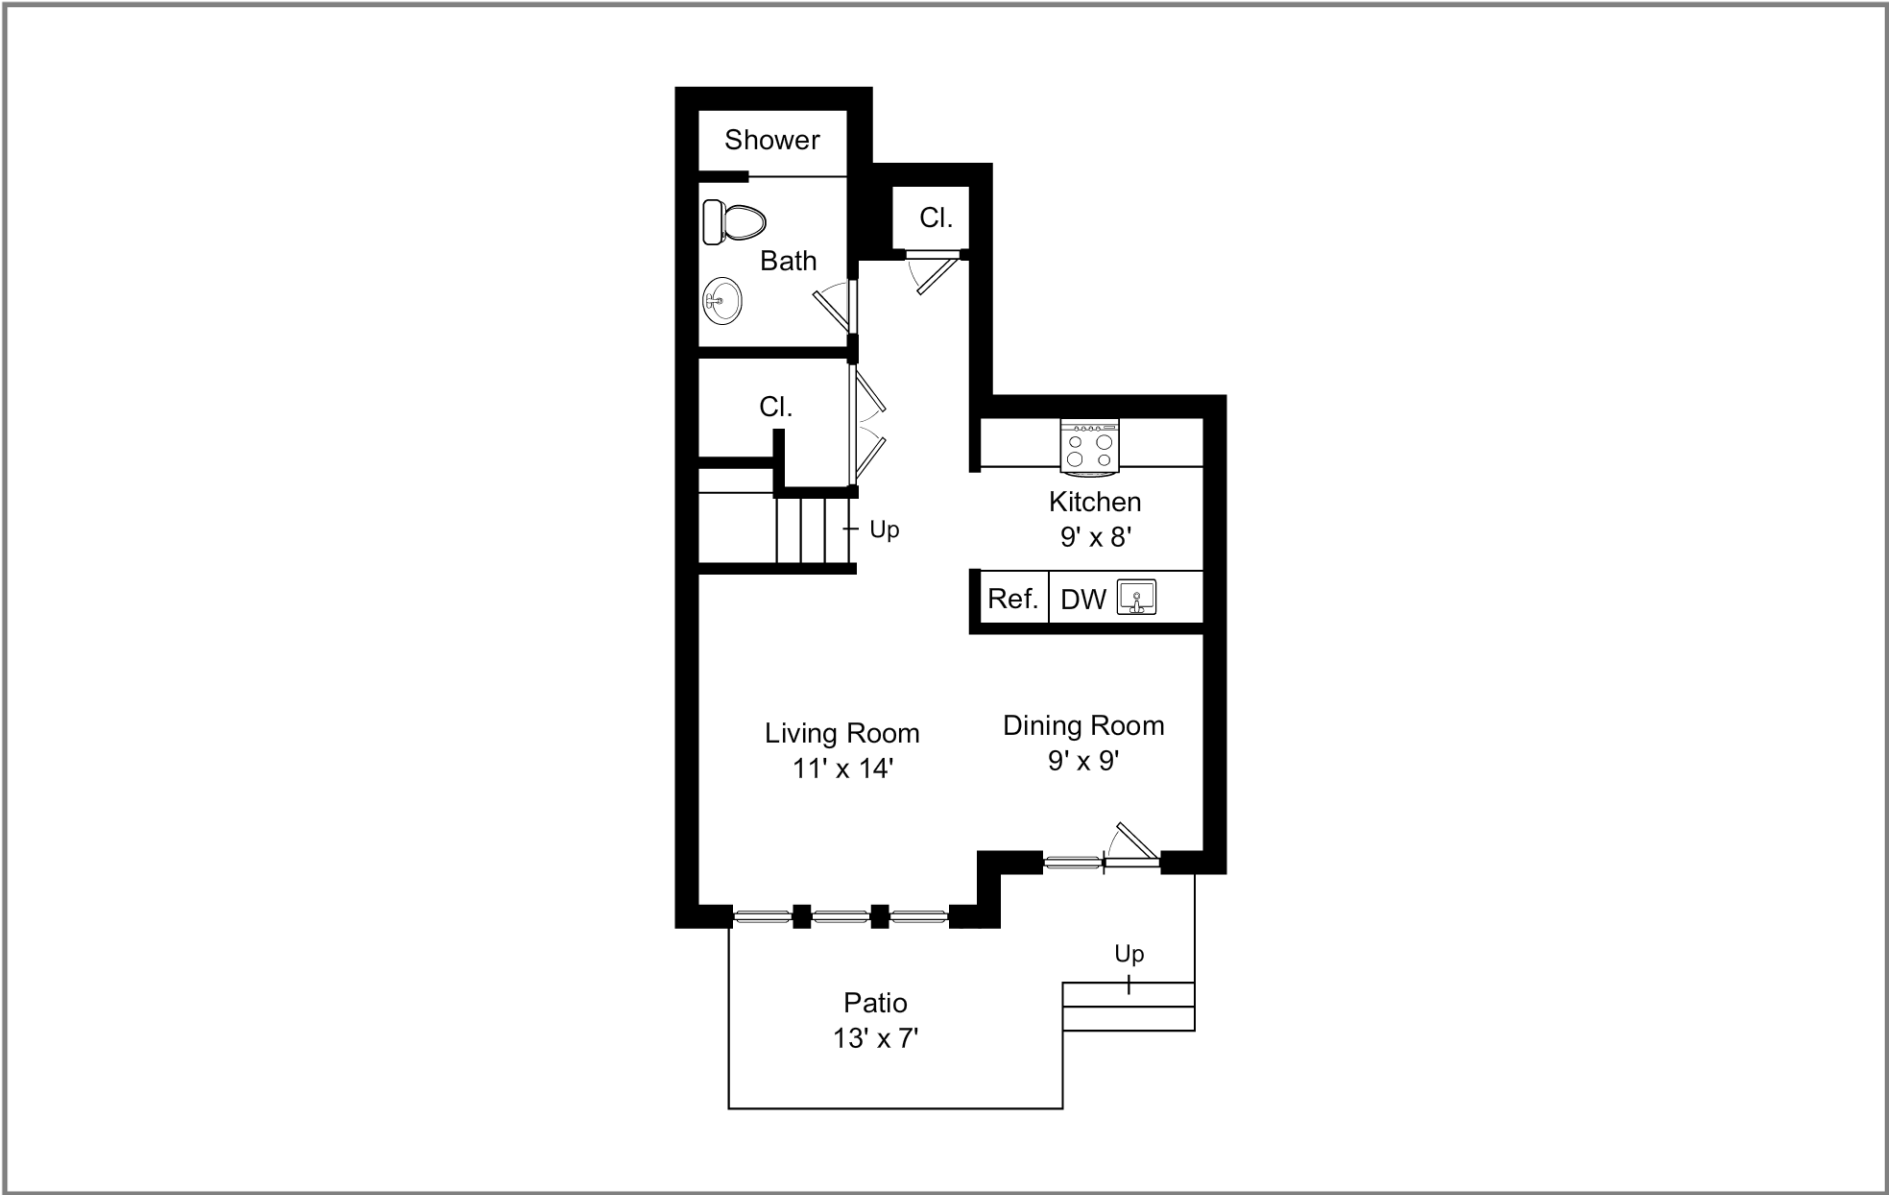 Shower
Cl.
Bath
Cl.
Kitchen
9' x 8'
Up
Ref.
DW
Living Room
11' x 14'
Dining Room
9' x 9'
Up
Patio
13' x 7'